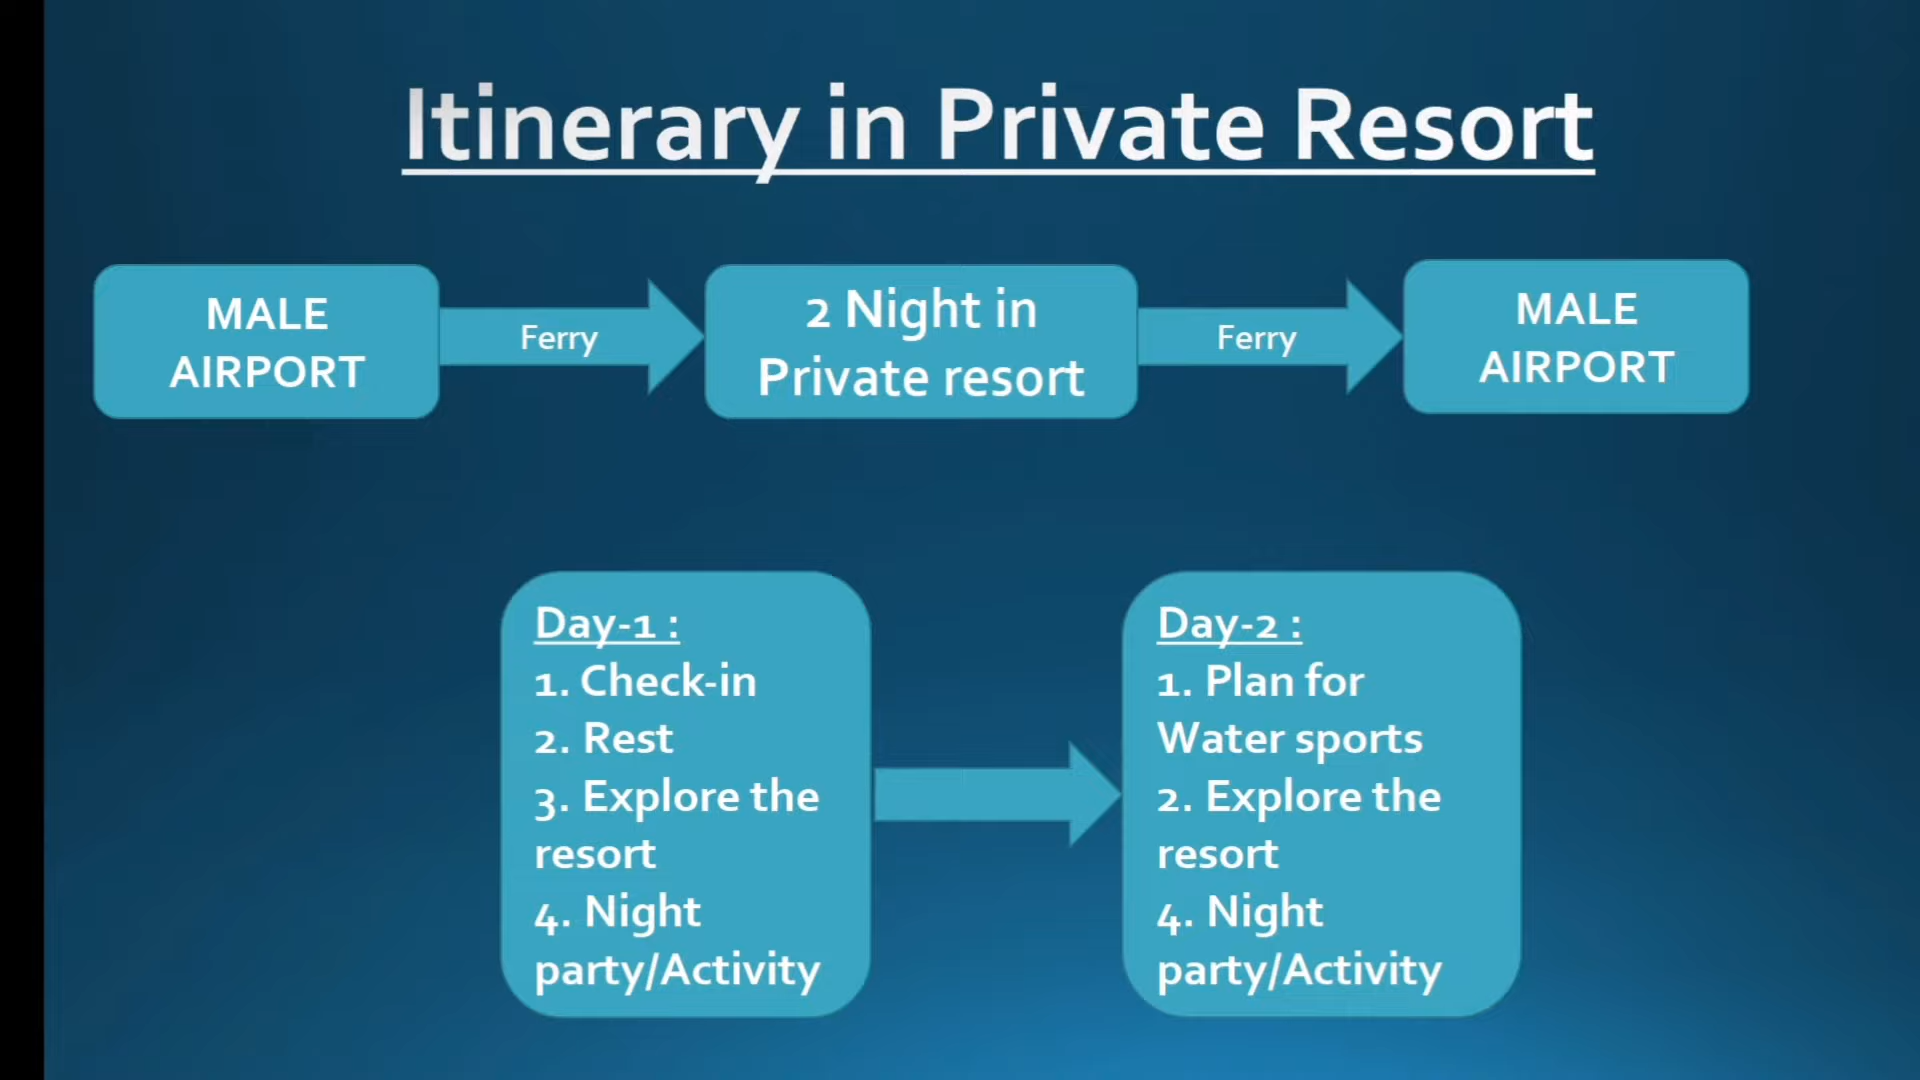 Itinerary in Private Resort
MALE
AIRPORT
Ferry
2 Night in
Private resort
Ferry
MALE
AIRPORT
Day-1 :
1. Check-in
2. Rest
3. Explore the
resort
4. Night
party/Activity
Day-2 :
1. Plan for
Water sports
2. Explore the
resort
4. Night
party/Activity